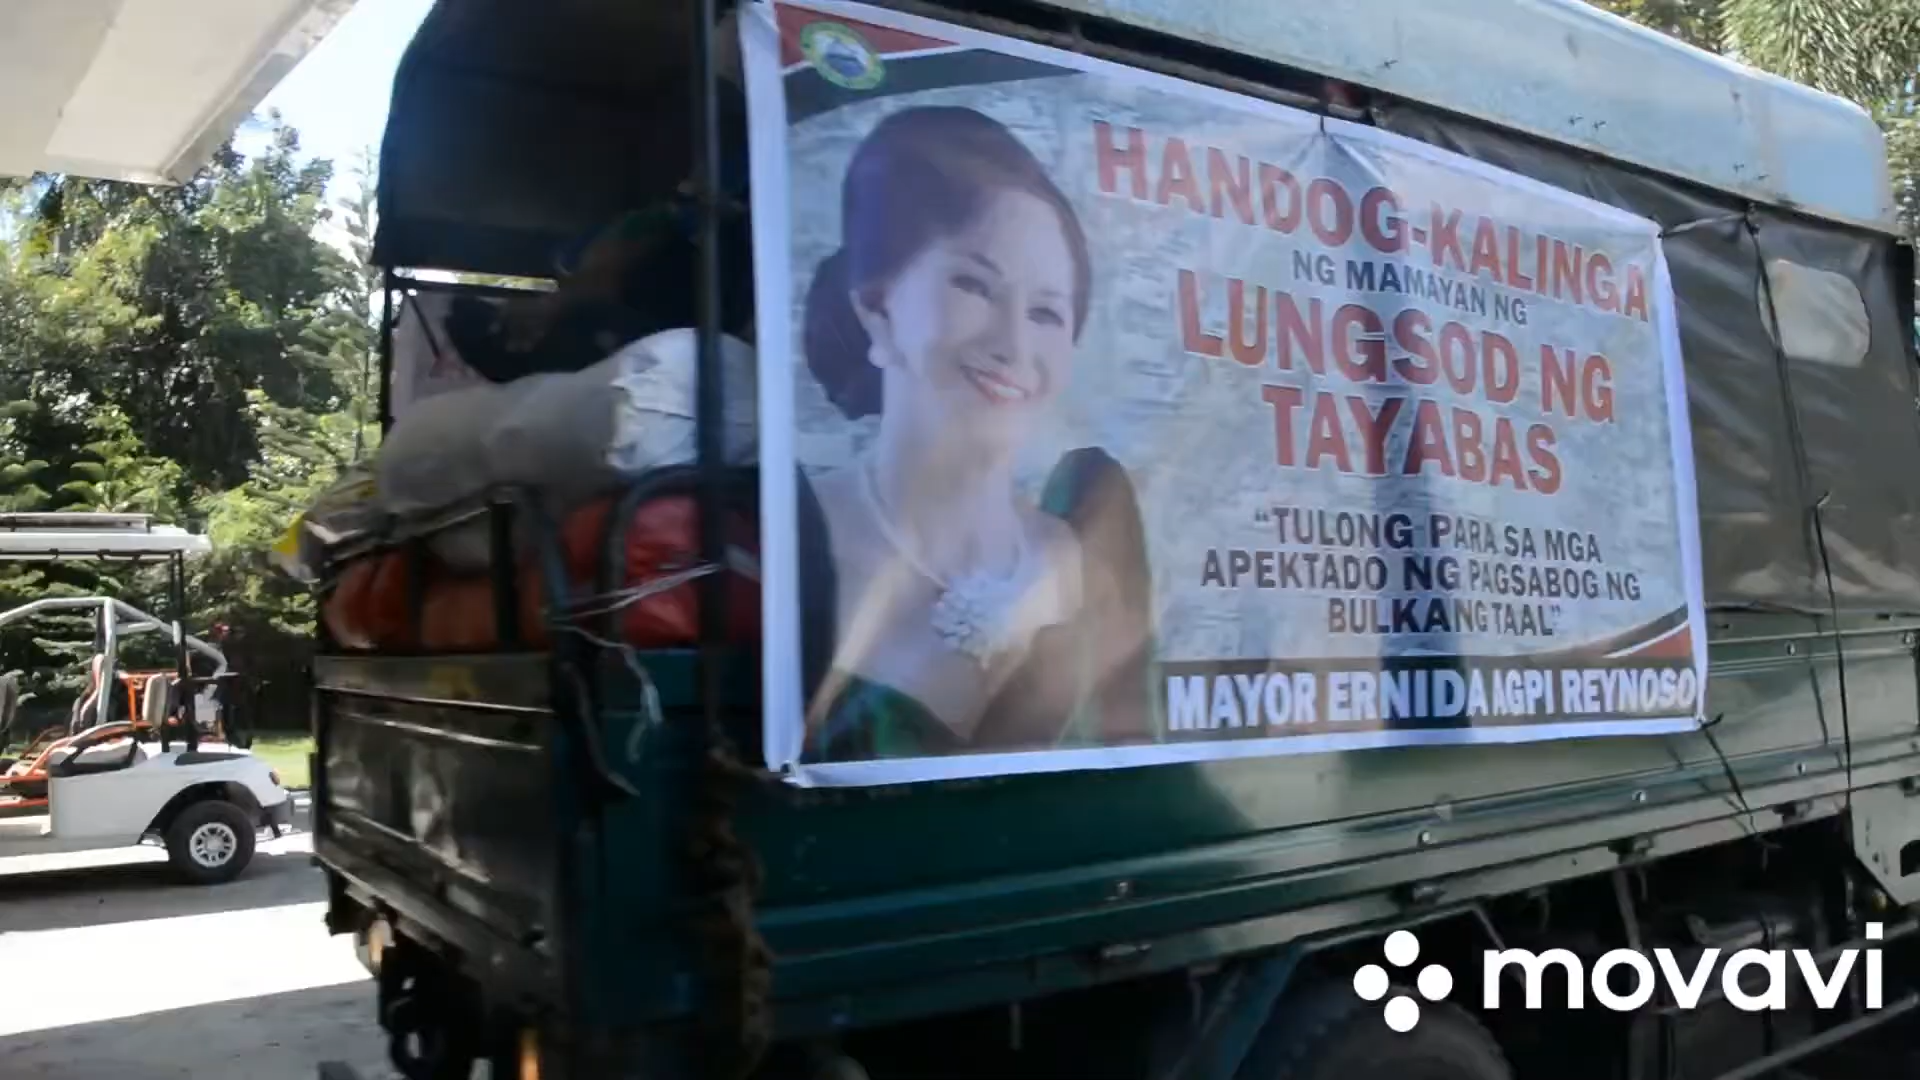 HANDOG-KALINGA
NG MAMAYAN NG
LUNGSOD NG
TAYABAS
“TULONG PARA SA MGA
APEKTADO NG PAGSABOG NG
BULKANG TAAL”
MAYOR ERNIDA AGPI REYNOSO
movavi